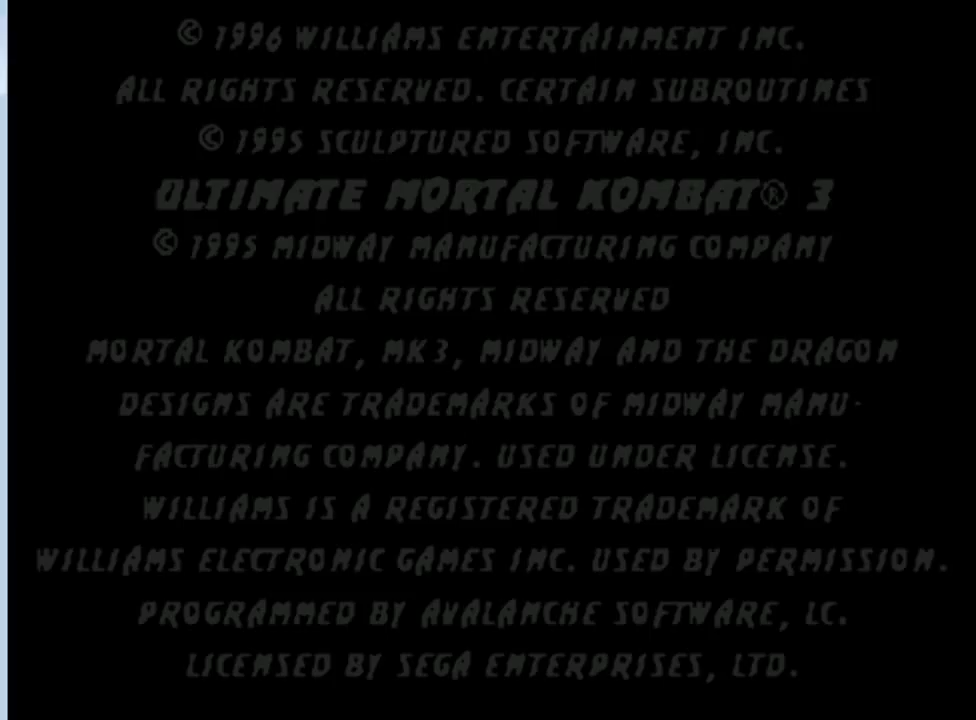 © 1996 WILLIAMS ENTERTAINMENT INC.
ALL RIGHTS RESERVED. CERTAIN SUBROUTINES
© 1995 SCULPTURED SOFTWARE, INC.
ULTIMATE MORTAL KOMBAT® 3
© 1995 MIDWAY MANUFACTURING COMPANY
ALL RIGHTS RESERVED
MORTAL KOMBAT, MK3, MIDWAY AND THE DRAGON
DESIGNS ARE TRADEMARKS OF MIDWAY MANU-
FACTURING COMPANY. USED UNDER LICENSE.
WILLIAMS IS A REGISTERED TRADEMARK OF
WILLIAMS ELECTRONIC GAMES INC. USED BY PERMISSION.
PROGRAMMED BY AVALANCHE SOFTWARE, LC.
LICENSED BY SEGA ENTERPRISES, LTD.